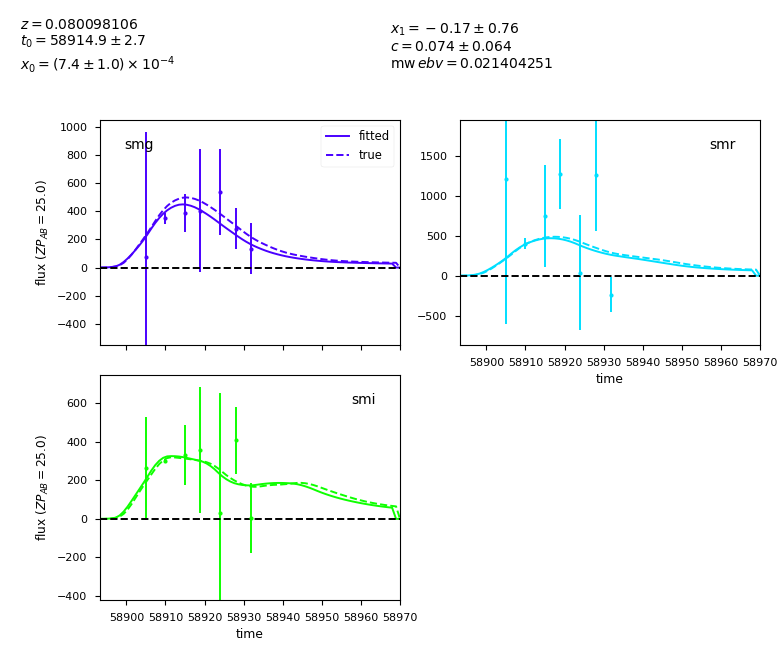 z = 0.080098106
t₀ = 58914.9 ± 2.7
x₀ = (7.4 ± 1.0) × 10⁻⁴
x₁ = −0.17 ± 0.76
c = 0.074 ± 0.064
mw ebv = 0.021404251
smg
fitted
true
1000
800
600
400
200
0
−200
−400
flux (ZP_AB = 25.0)
smr
1500
1000
500
0
−500
58900 58910 58920 58930 58940 58950 58960 58970
time
smi
600
400
200
0
−200
−400
flux (ZP_AB = 25.0)
58900 58910 58920 58930 58940 58950 58960 58970
time